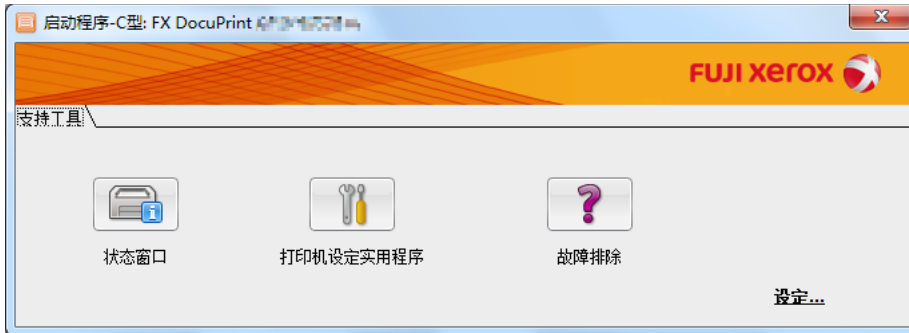 启动程序-C型: FX DocuPrint
FUJI xerox
支持工具
状态窗口
打印机设定实用程序
故障排除
设定...